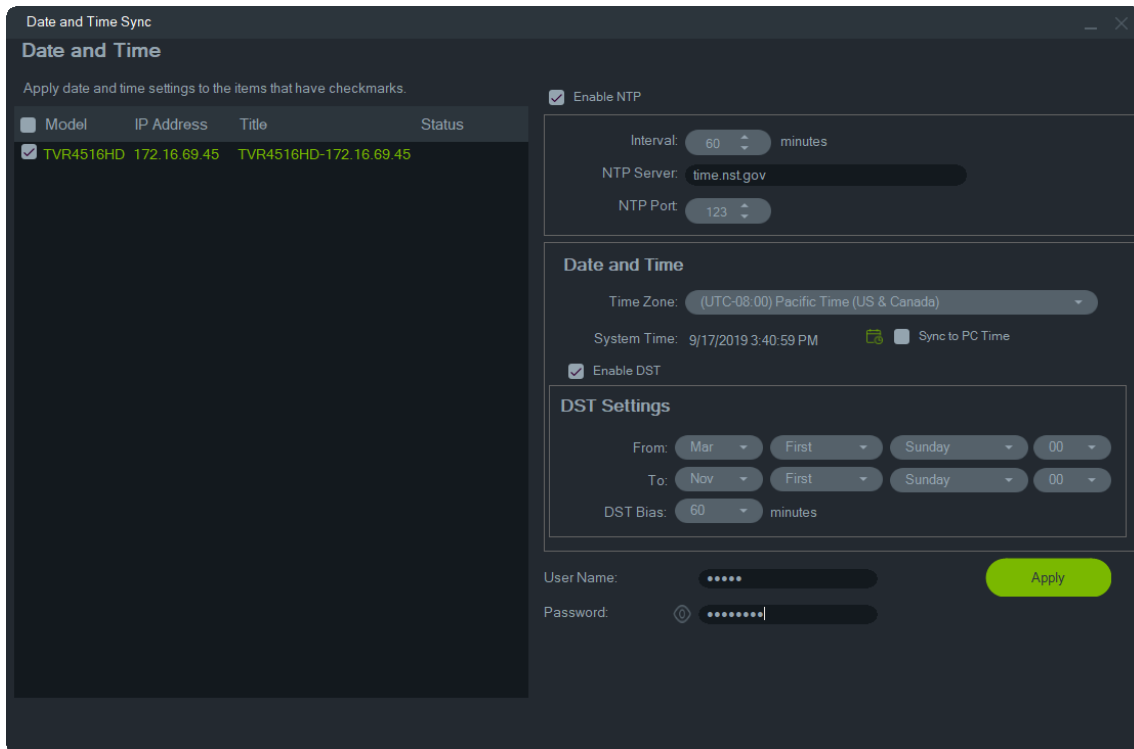 Date and Time Sync
Date and Time
Apply date and time settings to the items that have checkmarks.
Model IP Address Title Status
TVR4516HD 172.16.69.45 TVR4516HD-172.16.69.45
Enable NTP
Interval: 60 minutes
NTP Server: time.nst.gov
NTP Port: 123
Date and Time
Time Zone: (UTC-08:00) Pacific Time (US & Canada)
System Time: 9/17/2019 3:40:59 PM Sync to PC Time
Enable DST
DST Settings
From: Mar First Sunday 00
To: Nov First Sunday 00
DST Bias: 60 minutes
User Name: •••••
Apply
Password: ••••••••